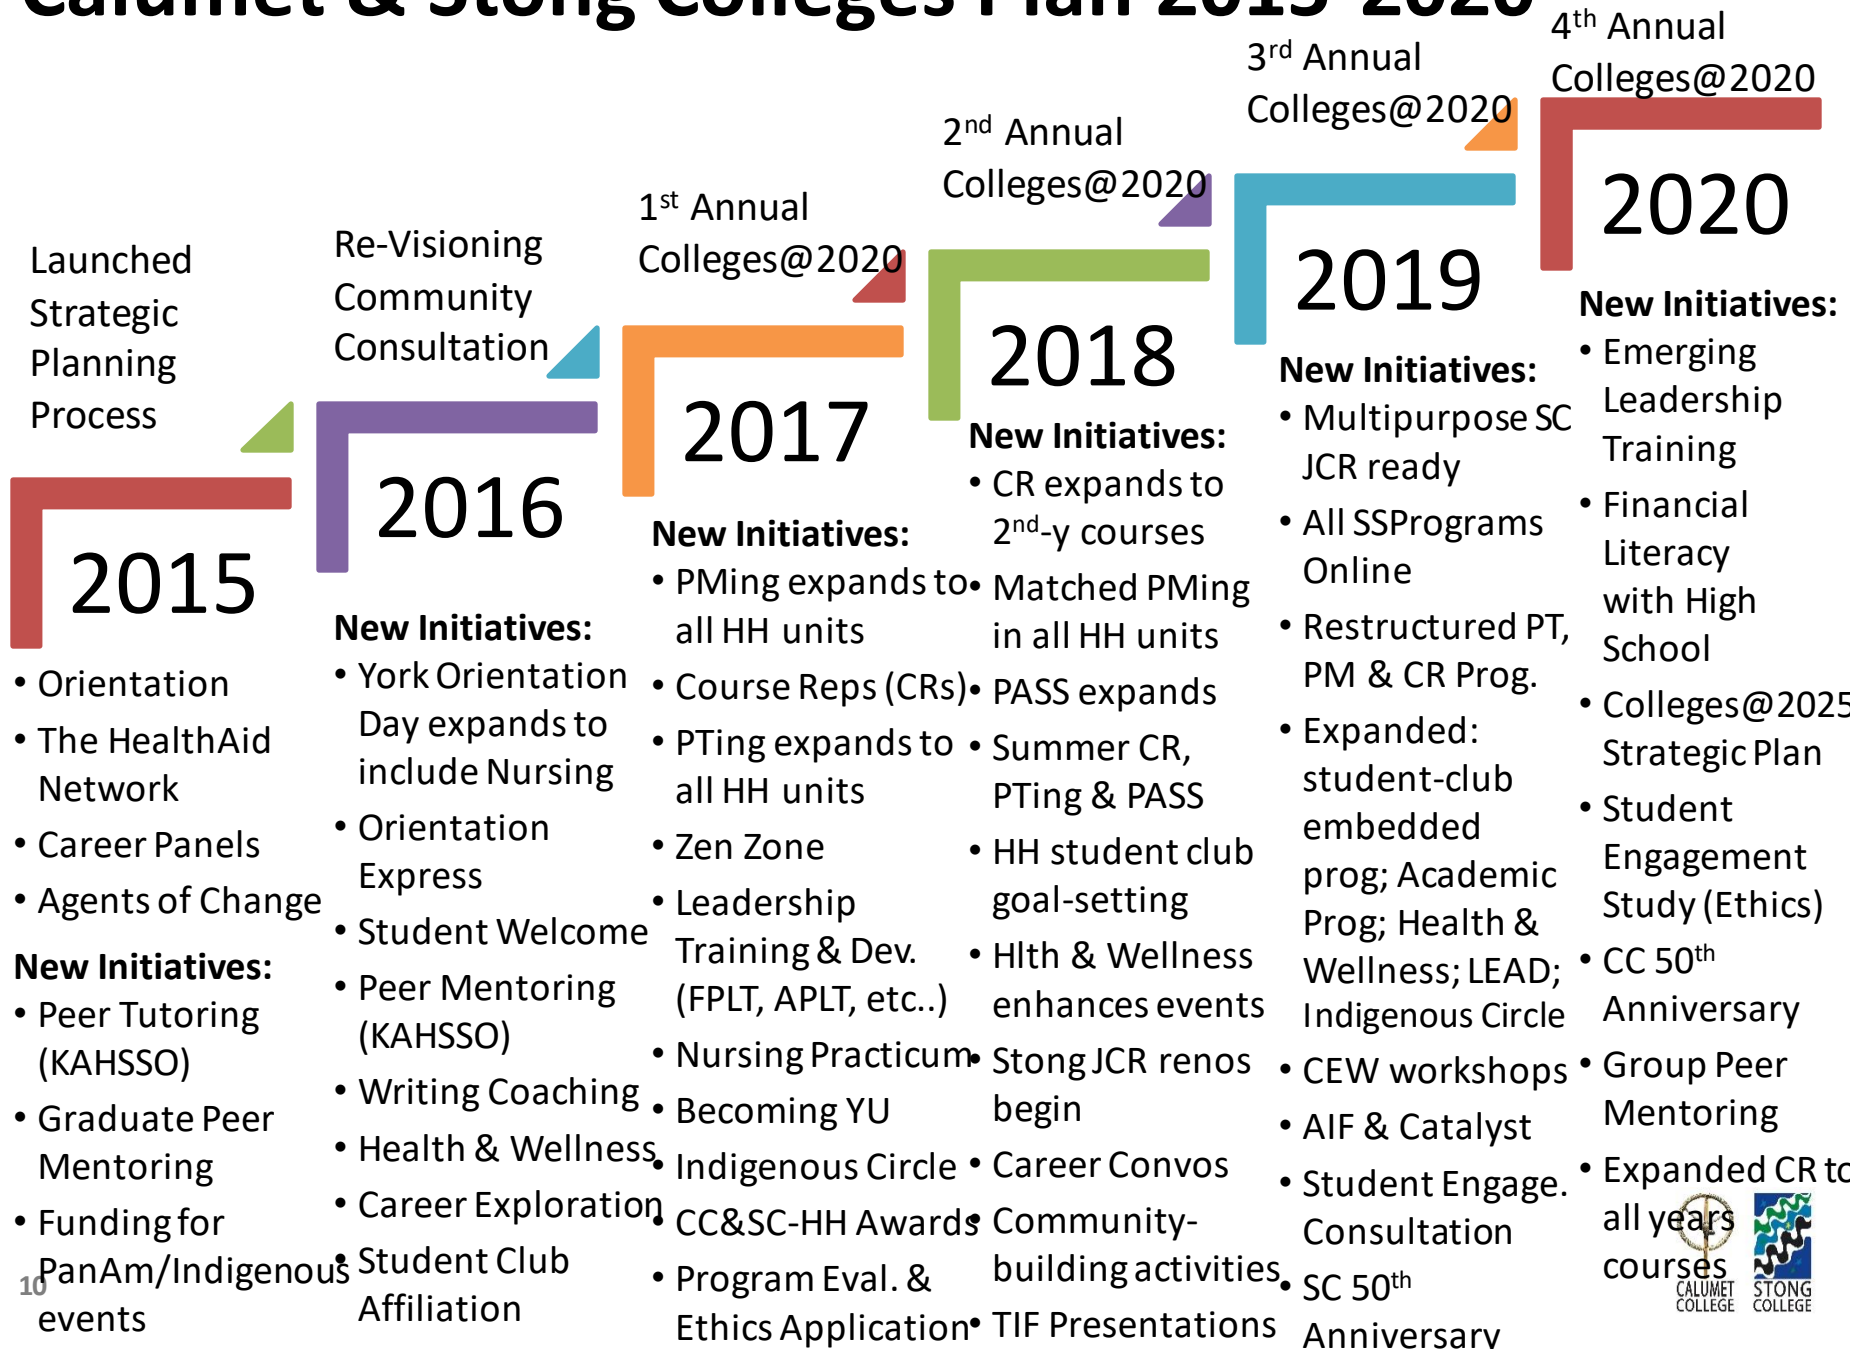 Calumet & Stong Colleges Plan 2015-2020
Launched
Strategic
Planning
Process
2015
• Orientation
• The HealthAid
Network
• Career Panels
• Agents of Change
New Initiatives:
• Peer Tutoring
(KAHSSO)
• Graduate Peer
Mentoring
• Funding for
PanAm/Indigenous
events
Re-Visioning
Community
Consultation
2016
New Initiatives:
• York Orientation
Day expands to
include Nursing
• Orientation
Express
• Student Welcome
• Peer Mentoring
(KAHSSO)
• Writing Coaching
• Health & Wellness
• Career Exploration
• Student Club
Affiliation
1st Annual
Colleges@2020
2017
New Initiatives:
• PMing expands to
all HH units
• Course Reps (CRs)
• PTing expands to
all HH units
• Zen Zone
• Leadership
Training & Dev.
(FPLT, APLT, etc..)
• Nursing Practicum
• Becoming YU
• Indigenous Circle
• CC&SC-HH Awards
• Program Eval. &
Ethics Application
2nd Annual
Colleges@2020
2018
New Initiatives:
• CR expands to
2nd-y courses
• Matched PMing
in all HH units
• PASS expands
• Summer CR,
PTing & PASS
• HH student club
goal-setting
• Hlth & Wellness
enhances events
• Stong JCR renos
begin
• Career Convos
• Community-
building activities
• TIF Presentations
3rd Annual
Colleges@2020
2019
New Initiatives:
• Multipurpose SC
JCR ready
• All SSPrograms
Online
• Restructured PT,
PM & CR Prog.
• Expanded:
student-club
embedded
prog; Academic
Prog; Health &
Wellness; LEAD;
Indigenous Circle
• CEW workshops
• AIF & Catalyst
• Student Engage.
Consultation
• SC 50th
Anniversary
4th Annual
Colleges@2020
2020
New Initiatives:
• Emerging
Leadership
Training
• Financial
Literacy
with High
School
• Colleges@2025
Strategic Plan
• Student
Engagement
Study (Ethics)
• CC 50th
Anniversary
• Group Peer
Mentoring
• Expanded CR to
all years
courses
10
CALUMET
COLLEGE
STONG
COLLEGE